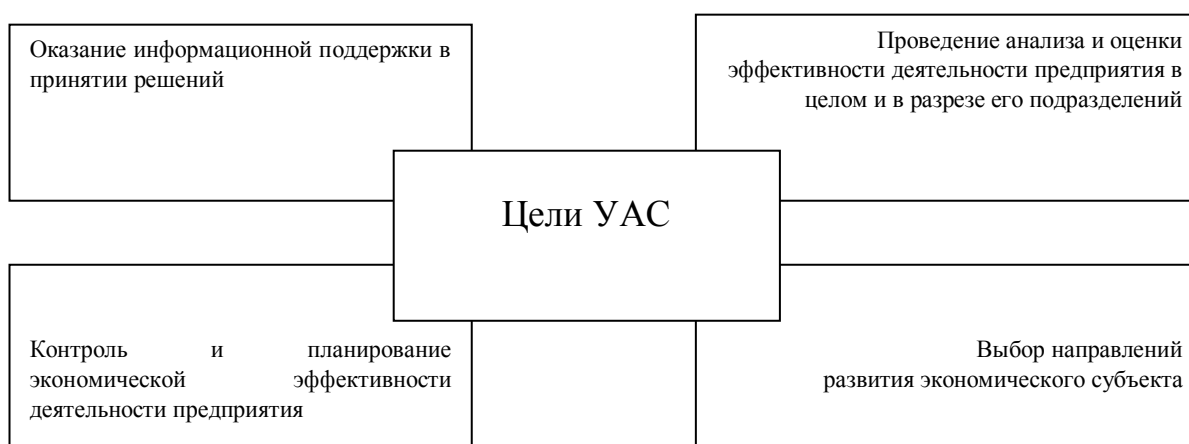 Оказание информационной поддержки в
принятии решений
Проведение анализа и оценки
эффективности деятельности предприятия в
целом и в разрезе его подразделений
Цели УАС
Контроль и планирование
экономической эффективности
деятельности предприятия
Выбор направлений
развития экономического субъекта